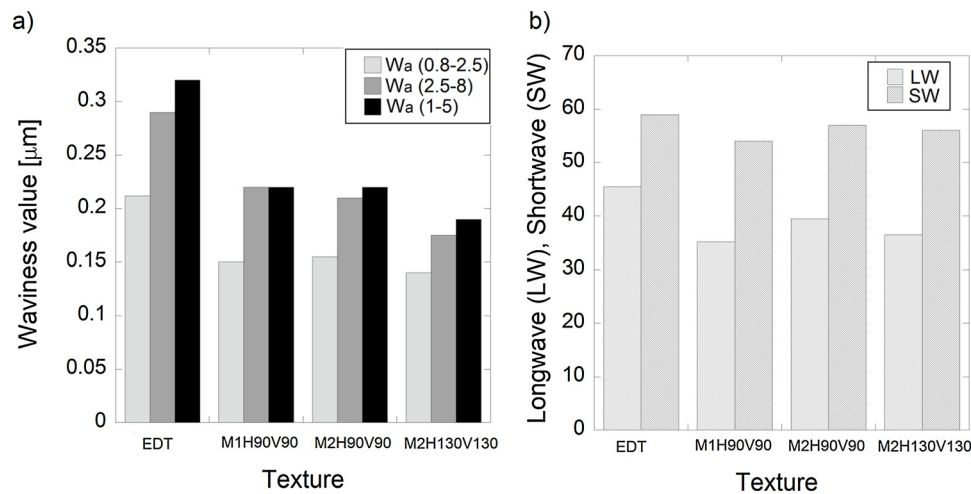 a)
0.35
0.3
0.25
0.2
0.15
0.1
0.05
0
Waviness value [μm]
Wa (0.8-2.5)
Wa (2.5-8)
Wa (1-5)
EDT M1H90V90 M2H90V90 M2H130V130
Texture
b)
70
60
50
40
30
20
10
0
Longwave (LW), Shortwave (SW)
LW
SW
EDT M1H90V90 M2H90V90 M2H130V130
Texture